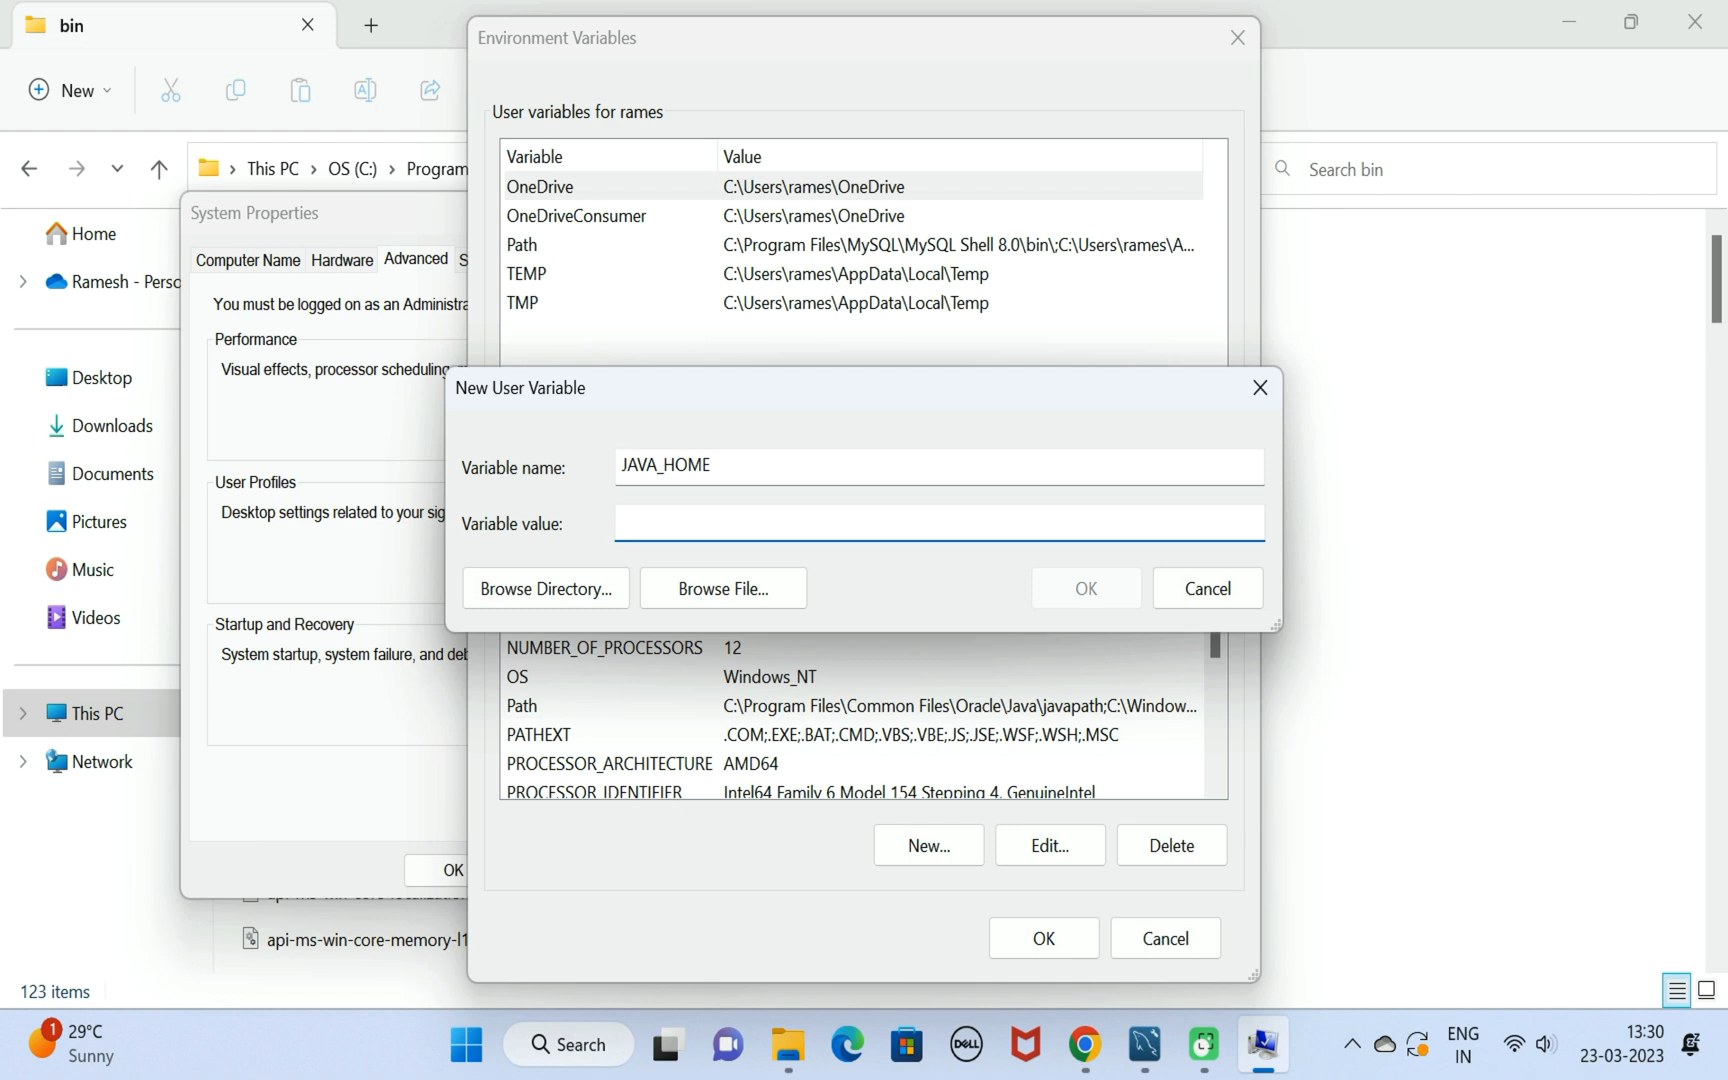 bin
Environment Variables
New
User variables for rames
Variable Value
OneDrive C:\Users\rames\OneDrive
OneDriveConsumer C:\Users\rames\OneDrive
Path C:\Program Files\MySQL\MySQL Shell 8.0\bin\;C:\Users\rames\A...
TEMP C:\Users\rames\AppData\Local\Temp
TMP C:\Users\rames\AppData\Local\Temp
This PC OS (C:)
Search bin
System Properties
Computer Name Hardware Advanced
You must be logged on as an
Performance
Visual effects, processor scheduling,
User Profiles
Desktop settings related to your
Startup and Recovery
System startup, system failure, and
OK
Home
Ramesh -
Desktop
Downloads
Documents
Pictures
Music
Videos
This PC
Network
New User Variable
Variable name: JAVA_HOME
Variable value:
Browse Directory... Browse File... OK Cancel
NUMBER_OF_PROCESSORS 12
OS Windows_NT
Path C:\Program Files\Common Files\Oracle\Java\javapath;C:\Window...
PATHEXT .COM;.EXE;.BAT;.CMD;.VBS;.VBE;.JS;.JSE;.WSF;.WSH;.MSC
PROCESSOR_ARCHITECTURE AMD64
PROCESSOR_IDENTIFIER Intel64 Family 6 Model 154 Stepping 4, GenuineIntel
New... Edit... Delete
OK Cancel
api-ms-win-core-memory-l1
123 items
1 29°C
Sunny
Search
DELL
ENG
IN
13:30
23-03-2023